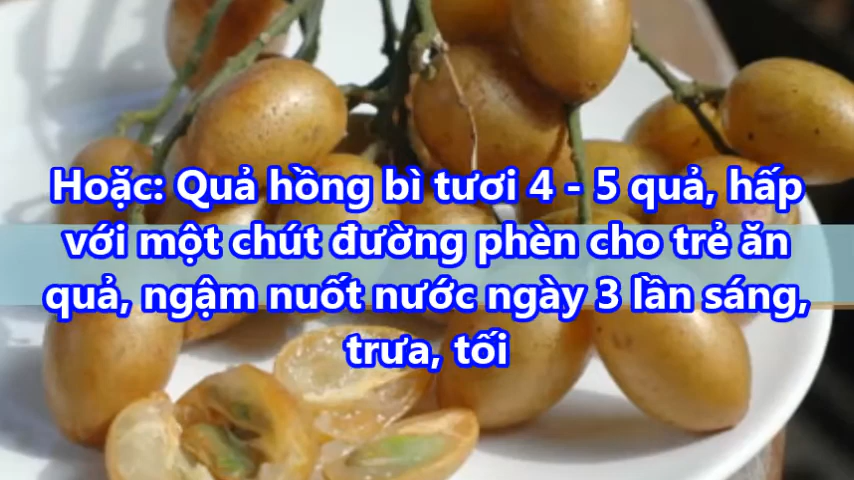 Hoặc: Quả hồng bì tươi 4 - 5 quả, hấp
với một chút đường phèn cho trẻ ăn
quả, ngậm nuốt nước ngày 3 lần sáng,
trưa, tối